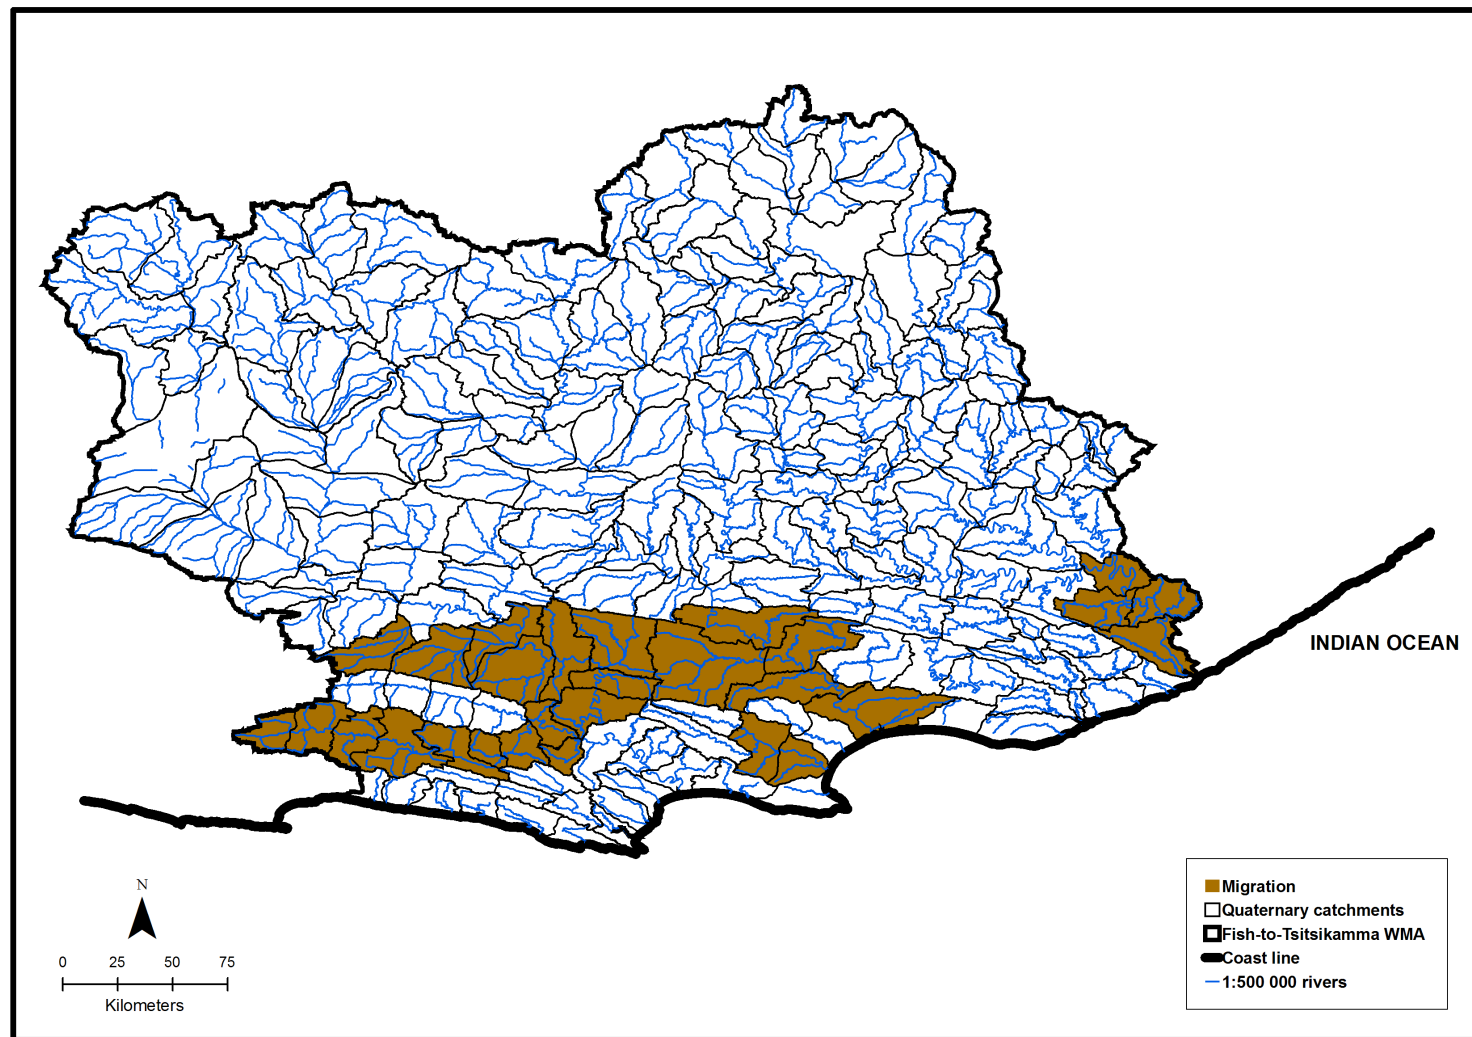 INDIAN OCEAN
N
0 25 50 75
Kilometers
Migration
Quaternary catchments
Fish-to-Tsitsikamma WMA
Coast line
1:500 000 rivers